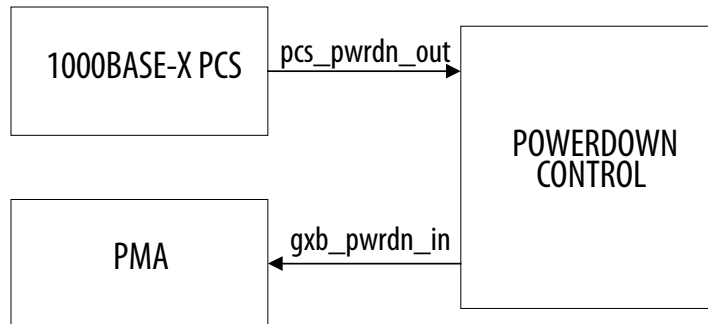 1000BASE-X PCS
pcs_pwrdn_out
POWERDOWN
CONTROL
gxb_pwrdn_in
PMA